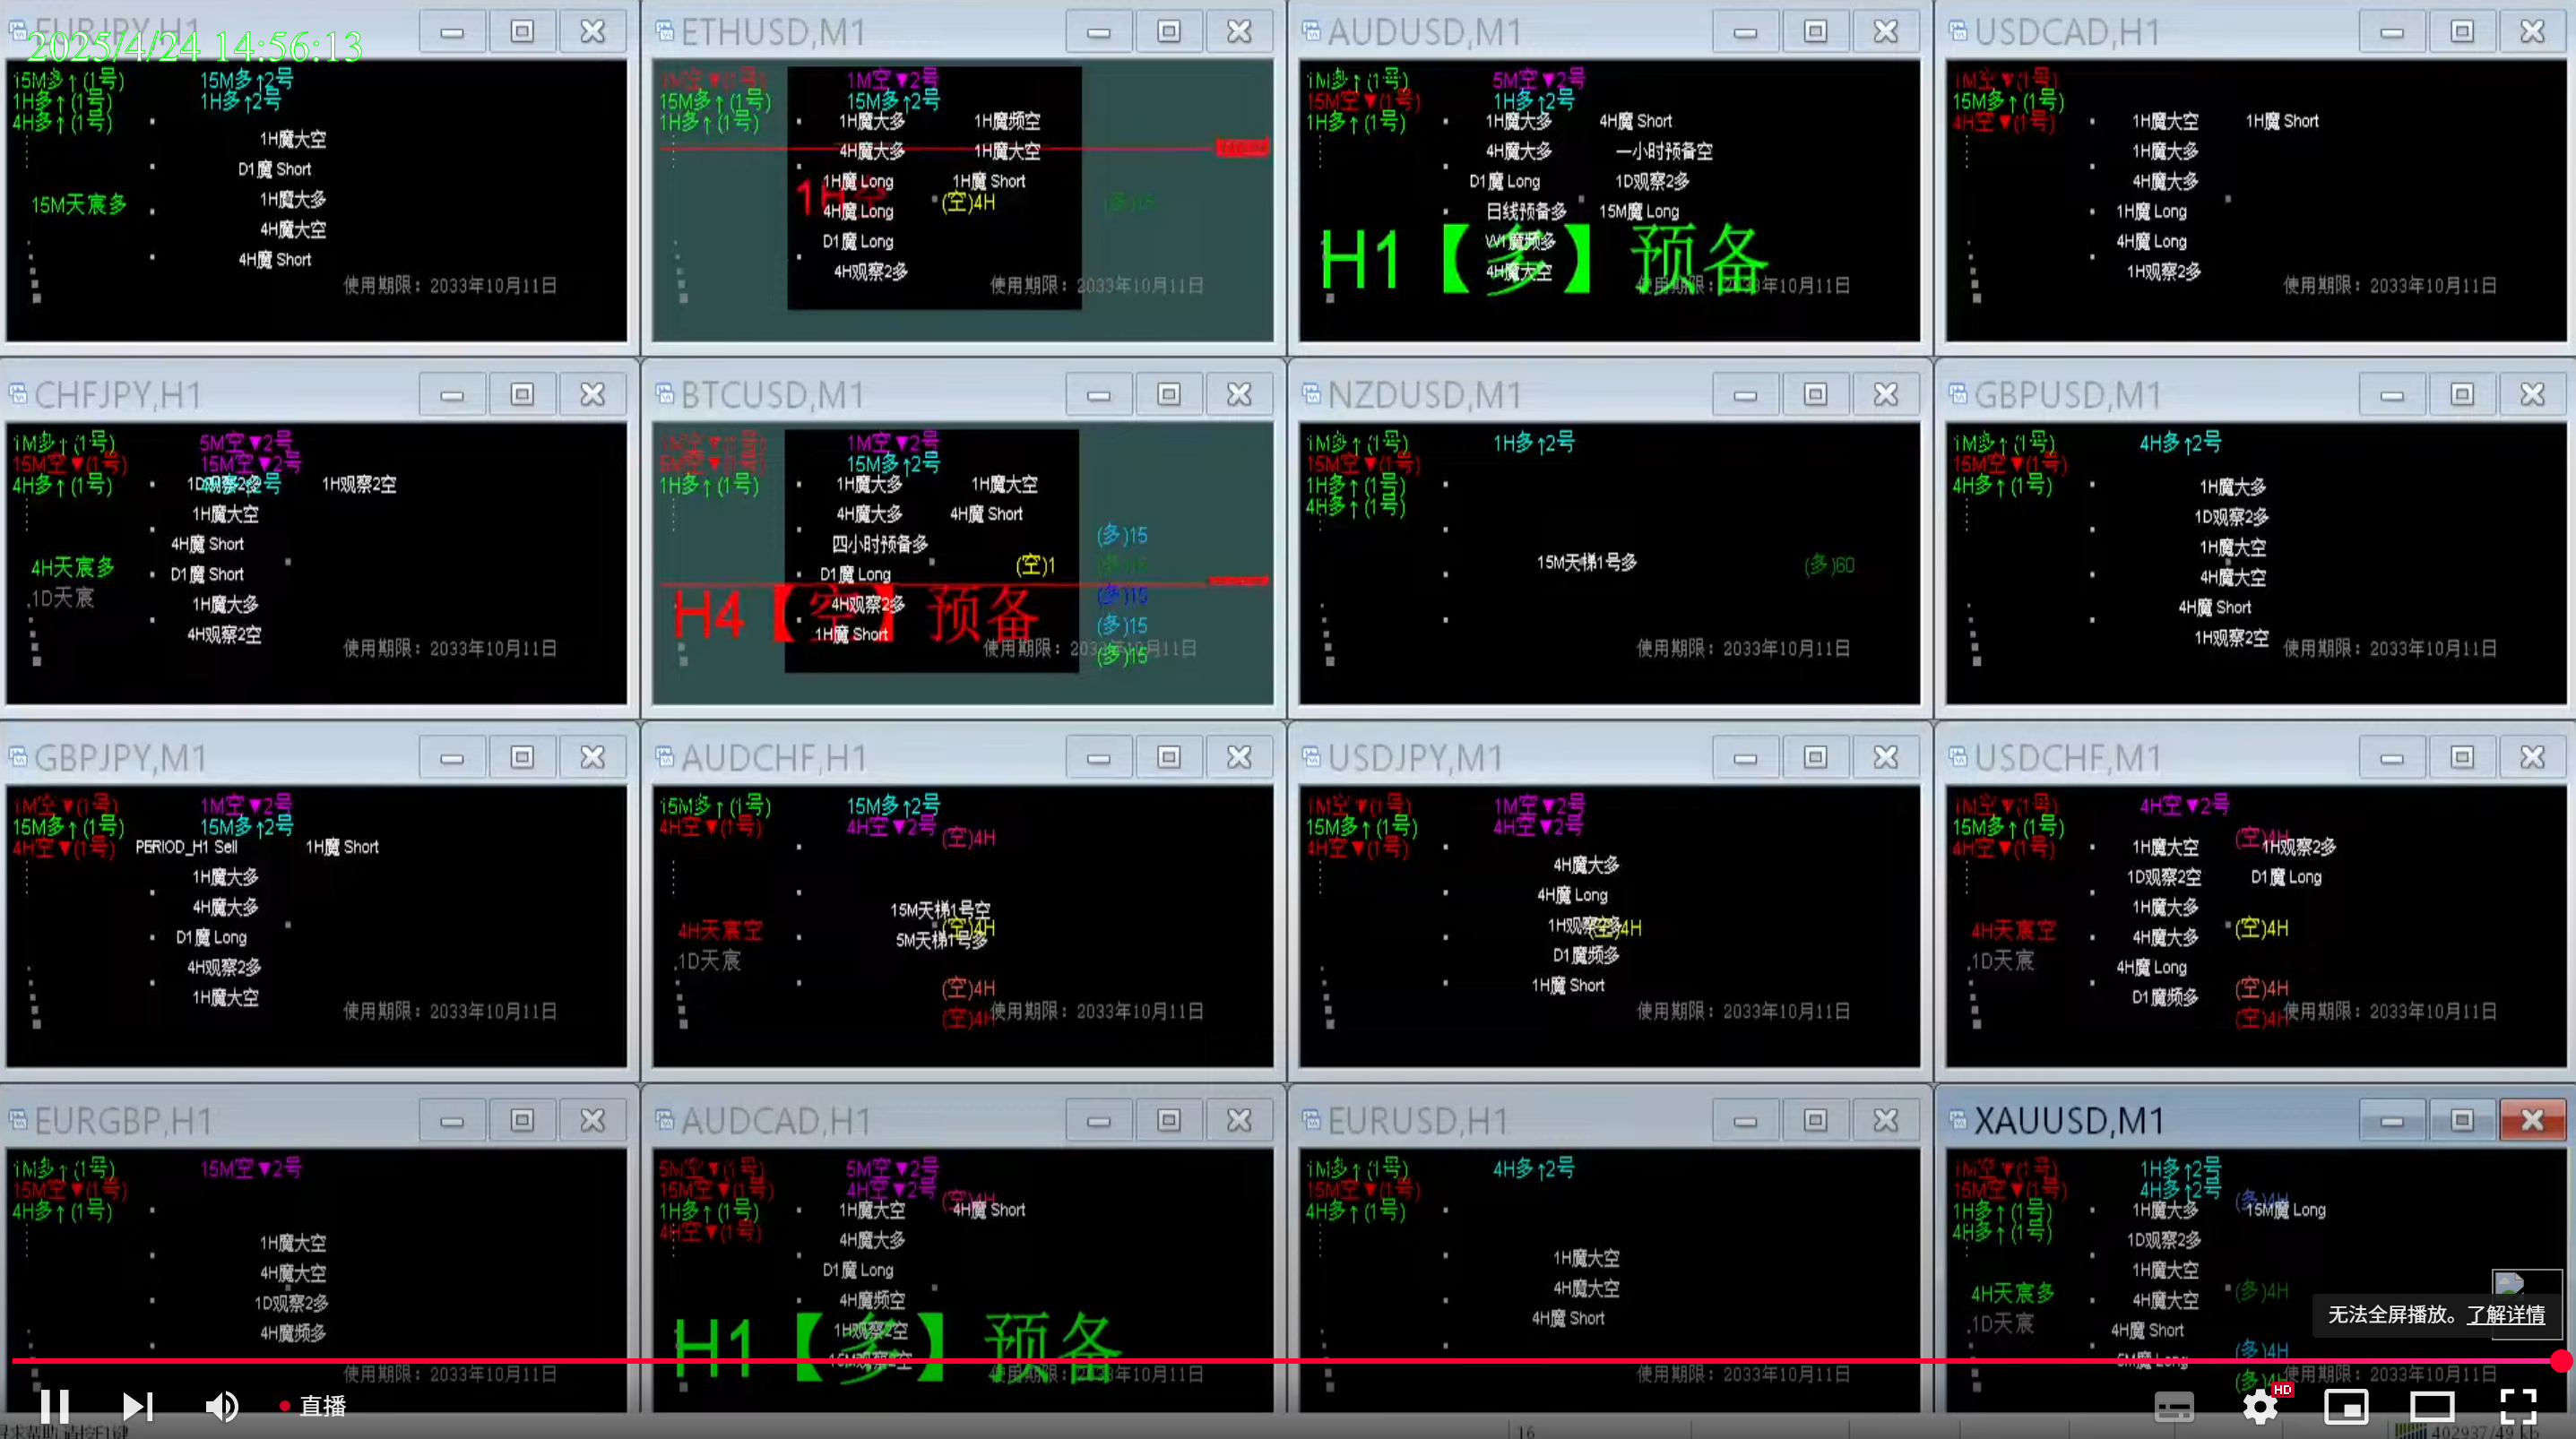 EURJPY,H1
2025/4/24 14:56:13
15M多↑(1号) 15M多↑2号
1H多↑(1号) 1H多↑2号
4H多↑(1号)
1H魔大空
D1魔 Short
1H魔大多
15M天宸多
4H魔大空
4H魔 Short
使用期限：2033年10月11日
ETHUSD,M1
1M空▼2号
15M多↑(1号) 15M多↑2号
1H多↑(1号) 1H魔大多 1H魔频空
4H魔大多 1H魔大空
1H魔 Long 1H魔 Short
1H空
(空)4H (多)15
4H魔 Long
D1魔 Long
4H观察2多
使用期限：2033年10月11日
AUDUSD,M1
1M多↑(1号) 5M空▼2号
15M空▼(1号) 1H多↑2号
1H多↑(1号) 1H魔大多 4H魔 Short
4H魔大多 一小时预备空
D1魔 Long 1D观察2多
日线预备多 15M魔 Long
W1魔频多
H1【多】预备
4H魔大空
使用期限：2033年10月11日
USDCAD,H1
1M空▼(1号)
15M多↑(1号)
4H空▼(1号) 1H魔大空 1H魔 Short
1H魔大多
4H魔大多
1H魔 Long
4H魔 Long
1H观察2多
使用期限：2033年10月11日
CHFJPY,H1
1M多↑(1号) 5M空▼2号
15M空▼(1号) 15M空▼2号
4H多↑(1号) 1D观察2多 1H观察2空
1H魔大空
4H魔 Short
4H天宸多 D1魔 Short
.1D天宸 1H魔大多
4H观察2空
使用期限：2033年10月11日
BTCUSD,M1
1M空▼2号
15M多↑2号
1H多↑(1号) 1H魔大多 1H魔大空
4H魔大多 4H魔 Short
(多)15
四小时预备多
(空)1 (多)15
D1魔 Long
(多)15
4H观察2多
H4【空】预备
(多)15
1H魔 Short
使用期限：2033年10月11日
(多)15
NZDUSD,M1
1M多↑(1号) 1H多↑2号
15M空▼(1号)
1H多↑(1号)
4H多↑(1号)
15M天梯1号多 (多)60
使用期限：2033年10月11日
GBPUSD,M1
1M多↑(1号) 4H多↑2号
15M空▼(1号)
4H多↑(1号) 1H魔大多
1D观察2多
1H魔大空
4H魔大空
4H魔 Short
1H观察2空
使用期限：2033年10月11日
GBPJPY,M1
1M空▼(1号) 1M空▼2号
15M多↑(1号) 15M多↑2号
4H空▼(1号) PERIOD_H1 Sell 1H魔 Short
1H魔大多
4H魔大多
D1魔 Long
4H观察2多
1H魔大空
使用期限：2033年10月11日
AUDCHF,H1
15M多↑(1号) 15M多↑2号
4H空▼(1号) 4H空▼2号 (空)4H
15M天梯1号空
4H天宸空 (空)4H
5M天梯1号多
.1D天宸
(空)4H
(空)4H
使用期限：2033年10月11日
USDJPY,M1
1M空▼(1号) 1M空▼2号
15M多↑(1号) 4H空▼2号
4H空▼(1号)
4H魔大多
4H魔 Long
1H观察2多 (空)4H
D1魔频多
1H魔 Short
使用期限：2033年10月11日
USDCHF,M1
1M空▼(1号) 4H空▼2号
15M多↑(1号)
(空)4H
4H空▼(1号) 1H魔大空 1H观察2多
1D观察2空 D1魔 Long
1H魔大多
4H天宸空 4H魔大多 (空)4H
.1D天宸 4H魔 Long
D1魔频多 (空)4H
(空)4H
使用期限：2033年10月11日
EURGBP,H1
1M多↑(1号) 15M空▼2号
15M空▼(1号)
4H多↑(1号)
1H魔大空
4H魔大空
1D观察2多
4H魔频多
使用期限：2033年10月11日
AUDCAD,H1
5M空▼(1号) 5M空▼2号
15M空▼(1号) 4H空▼2号 (空)4H
1H多↑(1号) 1H魔大空 4H魔 Short
4H空▼(1号) 4H魔大多
D1魔 Long
4H魔频空
1H观察2空
H1【多】预备
15M观察2空
使用期限：2033年10月11日
EURUSD,H1
1M多↑(1号) 4H多↑2号
15M空▼(1号)
4H多↑(1号)
1H魔大空
4H魔大空
4H魔 Short
使用期限：2033年10月11日
XAUUSD,M1
1M空▼(1号) 1H多↑2号
15M空▼(1号) 4H多↑2号
(多)4H
1H多↑(1号) 1H魔大多 15M魔 Long
4H多↑(1号) 1D观察2多
1H魔大空
4H天宸多 4H魔大空 (多)4H
.1D天宸 4H魔 Short
(多)4H
5M魔 Long
使用期限：2033年10月11日
无法全屏播放。了解详情
直播
HD
16